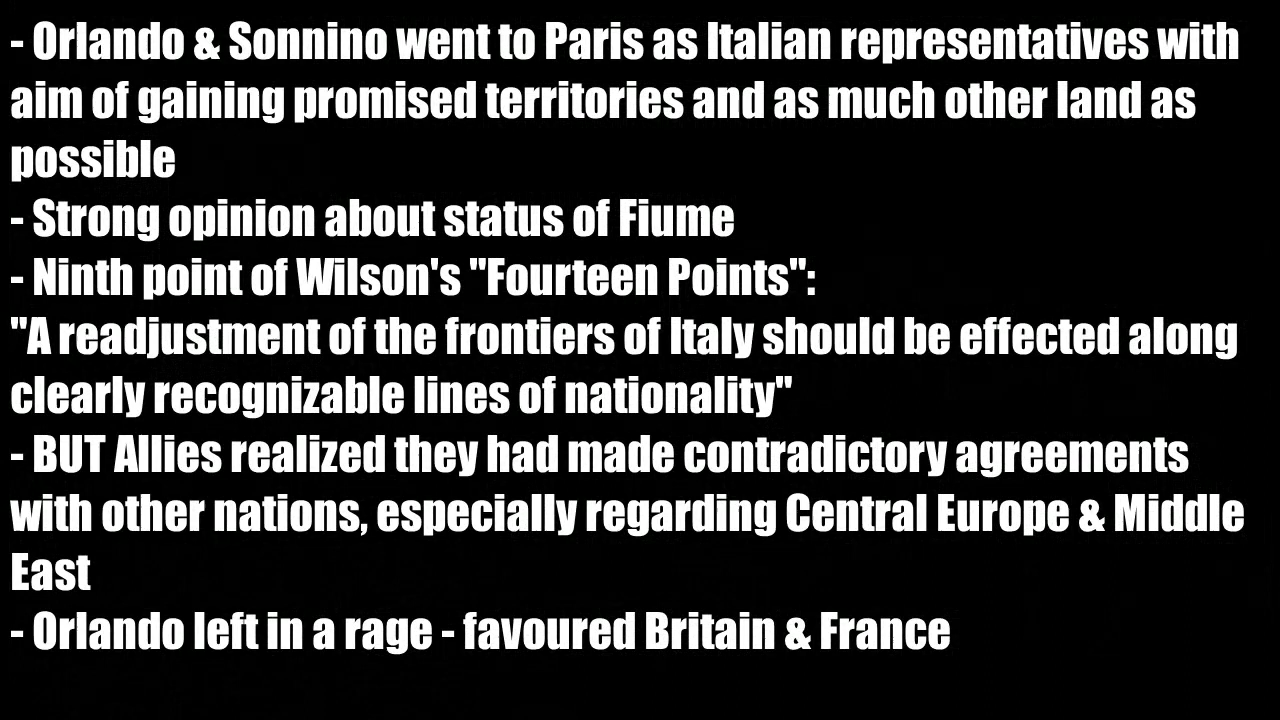 - Orlando & Sonnino went to Paris as Italian representatives with
aim of gaining promised territories and as much other land as
possible
- Strong opinion about status of Fiume
- Ninth point of Wilson's "Fourteen Points":
"A readjustment of the frontiers of Italy should be effected along
clearly recognizable lines of nationality"
- BUT Allies realized they had made contradictory agreements
with other nations, especially regarding Central Europe & Middle
East
- Orlando left in a rage - favoured Britain & France